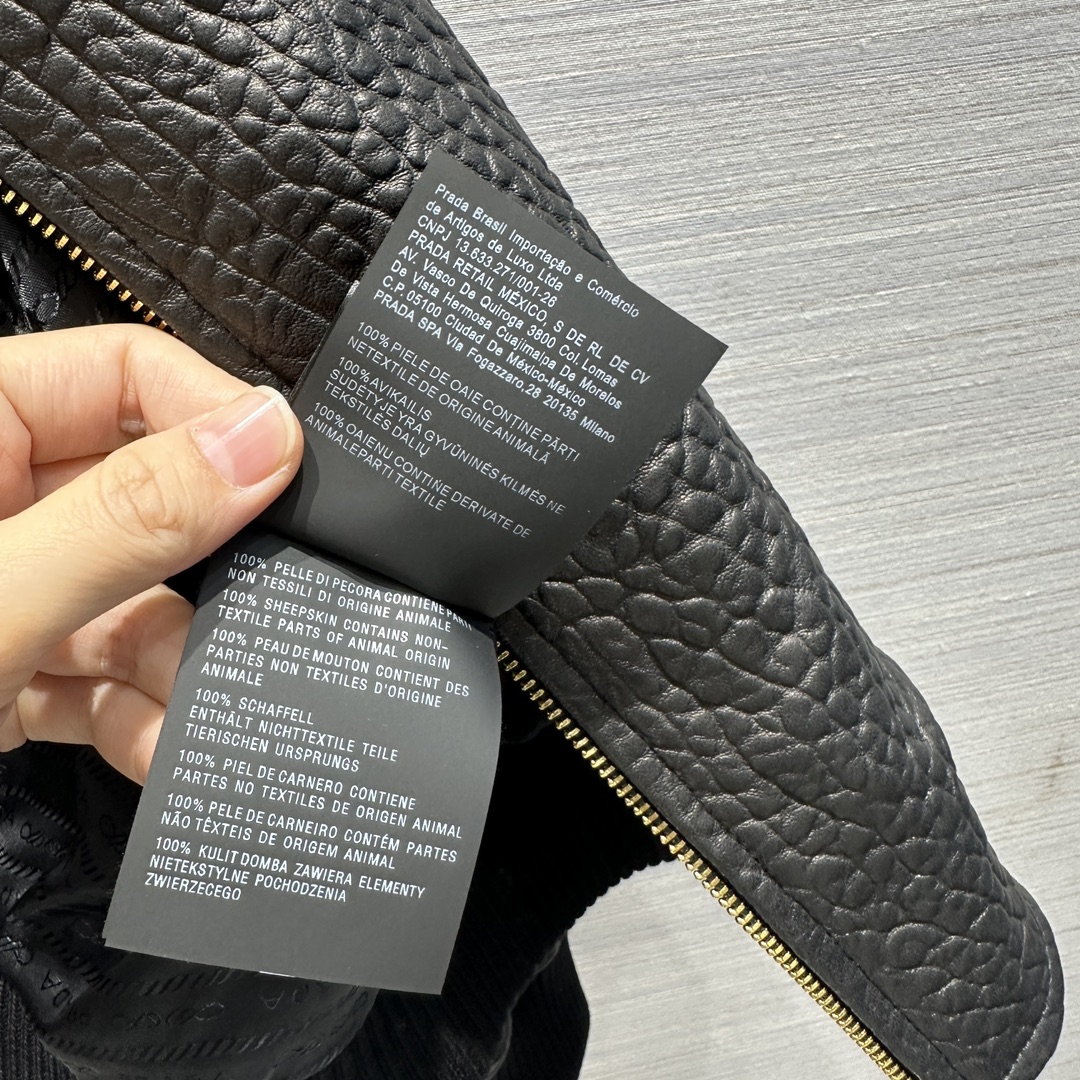 Prada Brasil Importação e Comércio
de Artigos de Luxo Ltda
CNPJ 13.633.271/001-26
PRADA RETAIL MÉXICO, S DE RL DE CV
AV. Vasco De Quiroga 3800 Col. Lomas
De Vista Hermosa Cuajimalpa De Morelos
C.P. 05100 Ciudad De México-México
PRADA SPA Via Fogazzaro,28 20135 Milano
100% PIELE DE OAIE CONTINE PĂRTI
NETEXTILE DE ORIGINE ANIMALĂ
100% AVIKAILIS
SUDĖTYJE YRA GYVŪNINĖS KILMĖS NE
TEKSTILĖS DALIŲ
100% OAIENU CONTINE DERIVATE DE
ANIMALEPARTI TEXTILE
100% PELLE DI PECORA CONTIENE PARTI
NON TESSILI DI ORIGINE ANIMALE
100% SHEEPSKIN CONTAINS NON-
TEXTILE PARTS OF ANIMAL ORIGIN
100% PEAU DE MOUTON CONTIENT DES
PARTIES NON TEXTILES D'ORIGINE
ANIMALE
100% SCHAFFELL
ENTHÄLT NICHTTEXTILE TEILE
TIERISCHEN URSPRUNGS
100% PIEL DE CARNERO CONTIENE
PARTES NO TEXTILES DE ORIGEN ANIMAL
100% PELE DE CARNEIRO CONTÉM PARTES
NÃO TÊXTEIS DE ORIGEM ANIMAL
100% KULIT DOMBA ZAWIERA ELEMENTY
NIETEKSTYLNE POCHODZENIA
ZWIERZECEGO